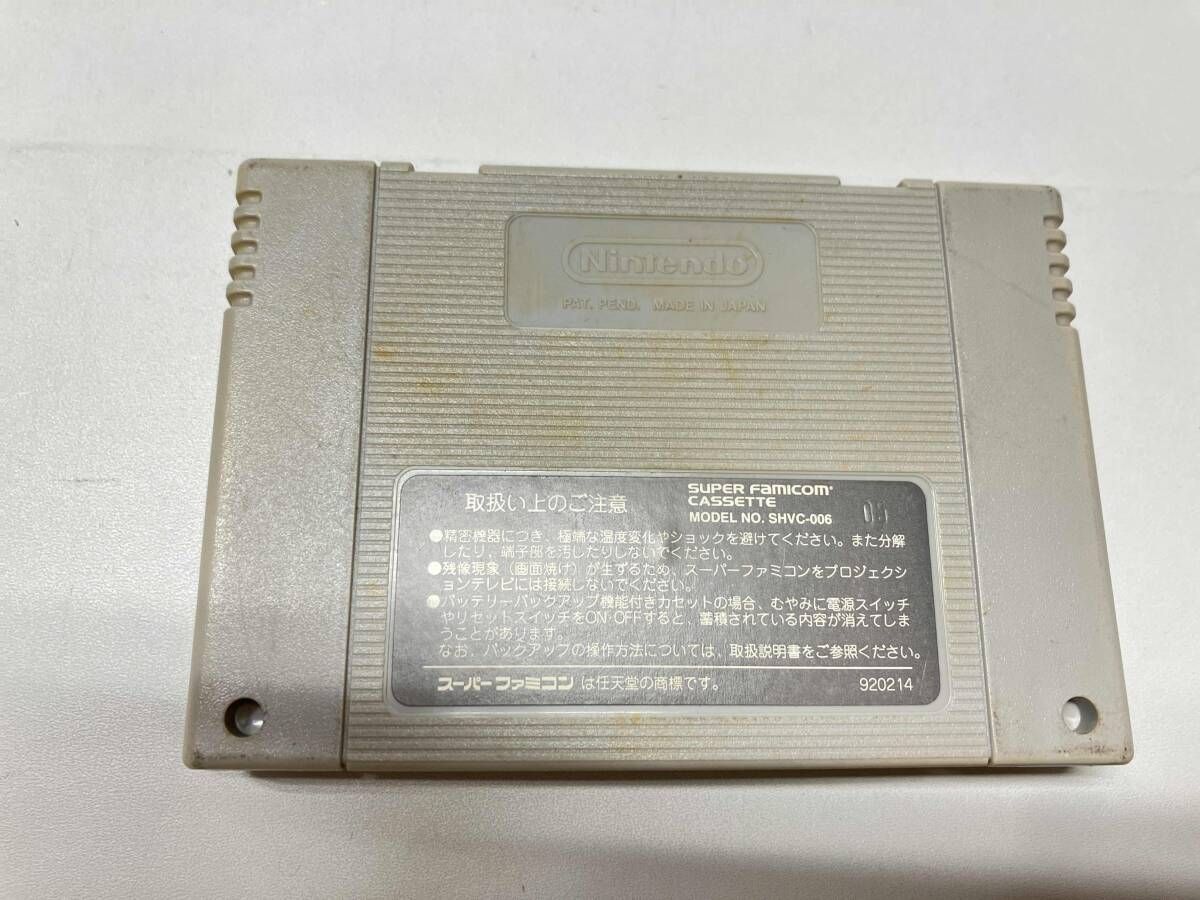 Nintendo
PAT. PEND. MADE IN JAPAN
取扱い上のご注意
SUPER FAMICOM
CASSETTE
MODEL NO. SHVC-006
●精密機器につき、極端な温度変化やショックを避けてください。また分解
したり、端子部を汚したりしないでください。
●残像現象（画面焼け）が生ずるため、スーパーファミコンをプロジェクシ
ョンテレビには接続しないでください。
●バッテリーバックアップ機能付きカセットの場合、むやみに電源スイッチ
やリセットスイッチをON・OFFすると、蓄積されている内容が消えてしま
うことがあります。
なお、バックアップの操作方法については、取扱説明書をご参照ください。
スーパーファミコンは任天堂の商標です。
920214